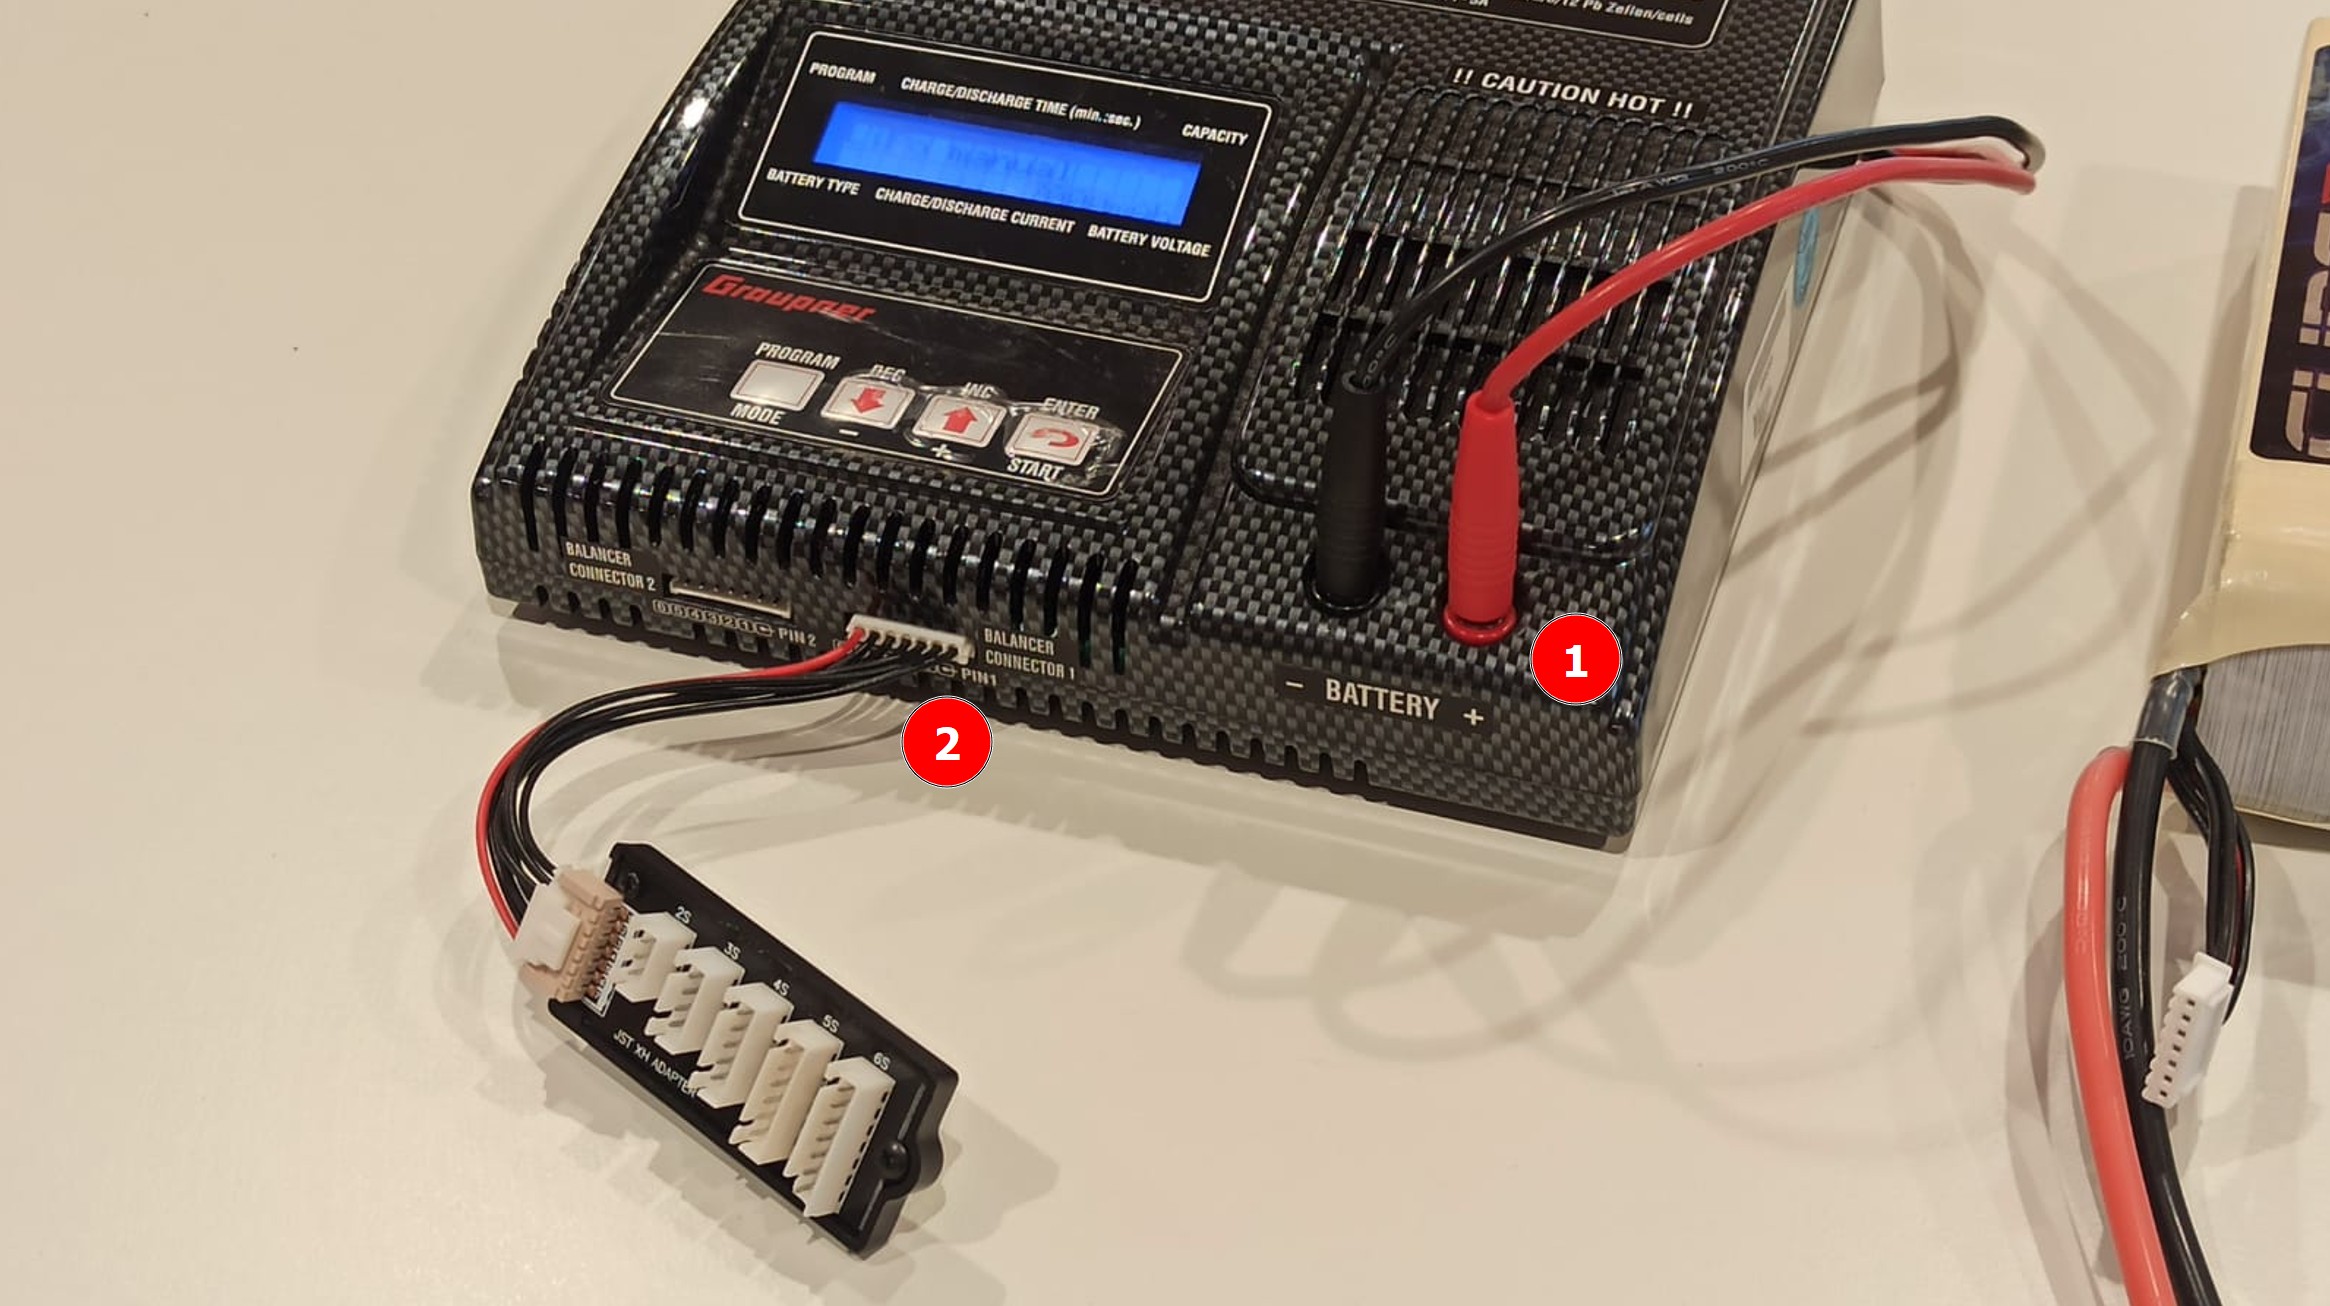 /12 Pb Zellen/cells
!! CAUTION HOT !!
PROGRAM
CHARGE/DISCHARGE TIME (min.:sec.)
CAPACITY
BATTERY TYPE
CHARGE/DISCHARGE CURRENT
BATTERY VOLTAGE
200°C
Graupner
PROGRAM
DEC
INC
ENTER
MODE
-
+
START
BALANCER
CONNECTOR 2
PIN 2
BALANCER
CONNECTOR 1
PIN1
- BATTERY +
1
2
2S
3S
4S
5S
6S
JST XH ADAPTER
10AWG 200°C